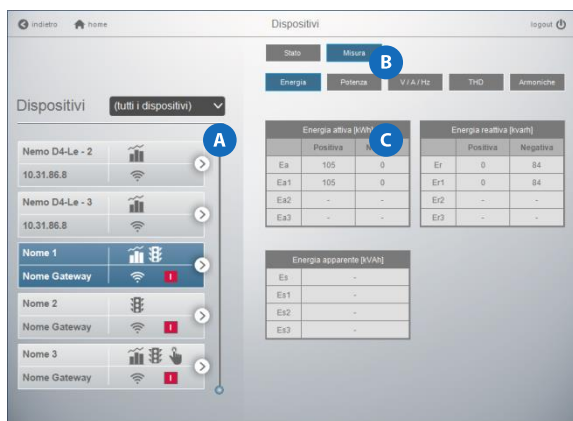 indietro home Dispositivi logout
Stato Misura
B
Energia Potenza V / A / Hz THD Armoniche
Dispositivi (tutti i dispositivi)
A
Energia attiva [kWh]
C
Positiva
Ea 105 0
Ea1 105 0
Ea2 - -
Ea3 - -
Energia reattiva [kvarh]
Positiva Negativa
Er 0 84
Er1 0 84
Er2 - -
Er3 - -
Energia apparente [kVAh]
Es -
Es1 -
Es2 -
Es3 -
Nemo D4-Le - 2
10.31.86.8
Nemo D4-Le - 3
10.31.86.8
Nome 1
Nome Gateway I
Nome 2
Nome Gateway I
Nome 3
Nome Gateway I